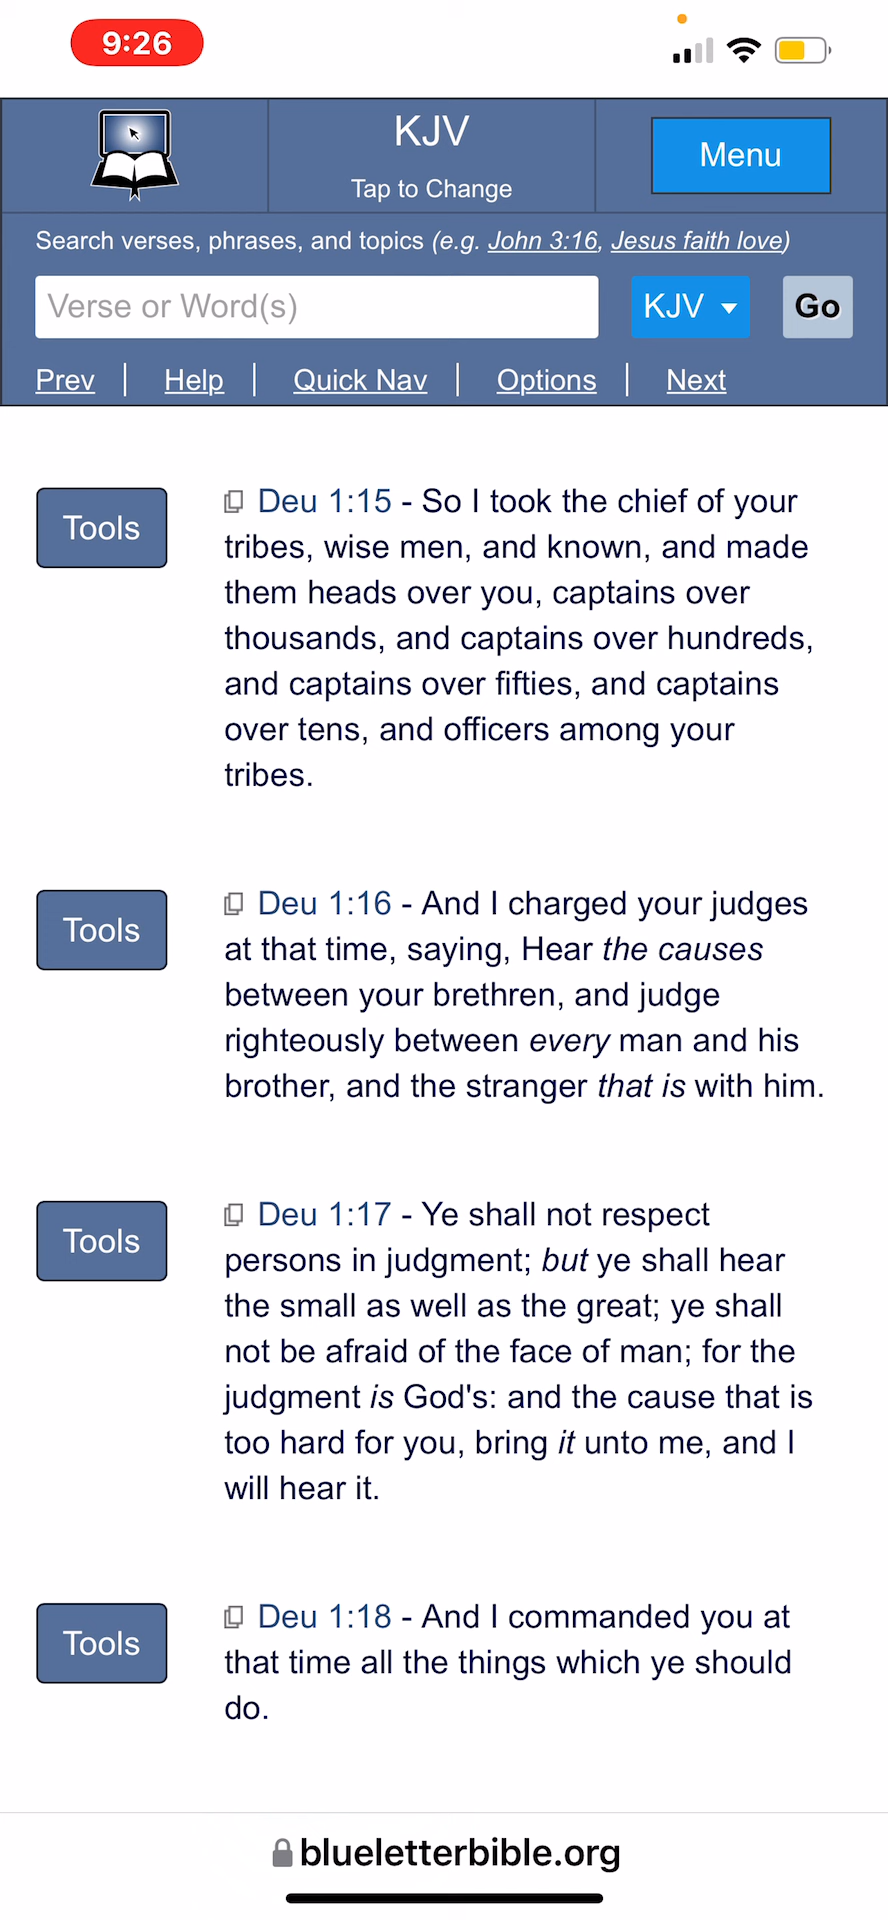 9:26
KJV
Tap to Change
Menu
Search verses, phrases, and topics (e.g. John 3:16, Jesus faith love)
Verse or Word(s)
KJV
Go
Prev | Help | Quick Nav | Options | Next
Tools
Deu 1:15 - So I took the chief of your
tribes, wise men, and known, and made
them heads over you, captains over
thousands, and captains over hundreds,
and captains over fifties, and captains
over tens, and officers among your
tribes.
Tools
Deu 1:16 - And I charged your judges
at that time, saying, Hear the causes
between your brethren, and judge
righteously between every man and his
brother, and the stranger that is with him.
Tools
Deu 1:17 - Ye shall not respect
persons in judgment; but ye shall hear
the small as well as the great; ye shall
not be afraid of the face of man; for the
judgment is God's: and the cause that is
too hard for you, bring it unto me, and I
will hear it.
Tools
Deu 1:18 - And I commanded you at
that time all the things which ye should
do.
blueletterbible.org